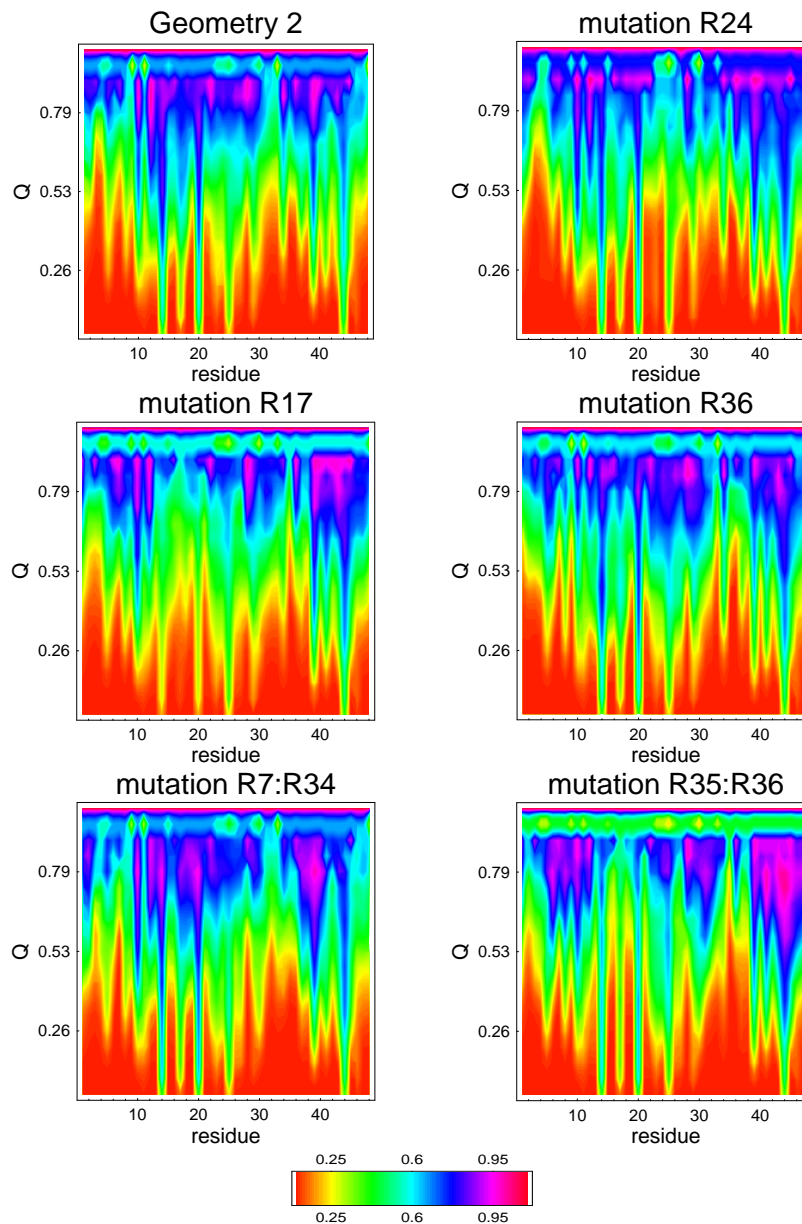 Geometry 2
mutation R24
Q
0.79
0.53
0.26
10 20 30 40
residue
Q
0.79
0.53
0.26
10 20 30 40
residue
mutation R17
mutation R36
Q
0.79
0.53
0.26
10 20 30 40
residue
Q
0.79
0.53
0.26
10 20 30 40
residue
mutation R7:R34
mutation R35:R36
Q
0.79
0.53
0.26
10 20 30 40
residue
Q
0.79
0.53
0.26
10 20 30 40
residue
0.25 0.6 0.95
0.25 0.6 0.95